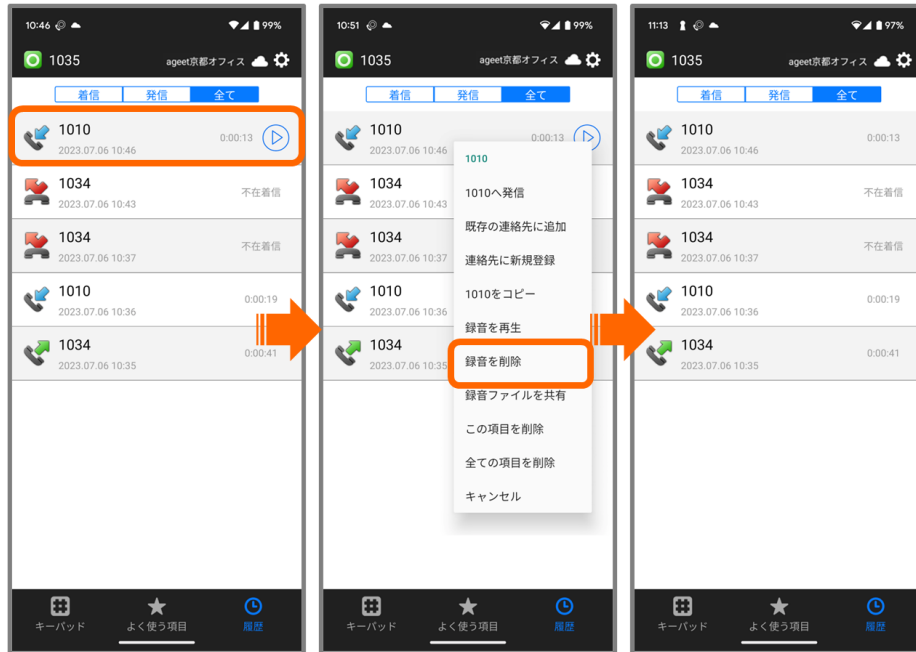 10:46 99%
1035 ageet京都オフィス
着信 発信 全て
1010 0:00:13
2023.07.06 10:46
1034 不在着信
2023.07.06 10:43
1034 不在着信
2023.07.06 10:37
1010 0:00:19
2023.07.06 10:36
1034 0:00:41
2023.07.06 10:35
キーパッド よく使う項目 履歴
10:51 99%
1035 ageet京都オフィス
着信 発信 全て
1010 0:00:13
2023.07.06 10:46
1034
2023.07.06 10:43
1034
2023.07.06 10:37
1010
2023.07.06 10:36
1034
2023.07.06 10:35
1010
1010へ発信
既存の連絡先に追加
連絡先に新規登録
1010をコピー
録音を再生
録音を削除
録音ファイルを共有
この項目を削除
全ての項目を削除
キャンセル
キーパッド よく使う項目 履歴
11:13 97%
1035 ageet京都オフィス
着信 発信 全て
1010 0:00:13
2023.07.06 10:46
1034 不在着信
2023.07.06 10:43
1034 不在着信
2023.07.06 10:37
1010 0:00:19
2023.07.06 10:36
1034 0:00:41
2023.07.06 10:35
キーパッド よく使う項目 履歴